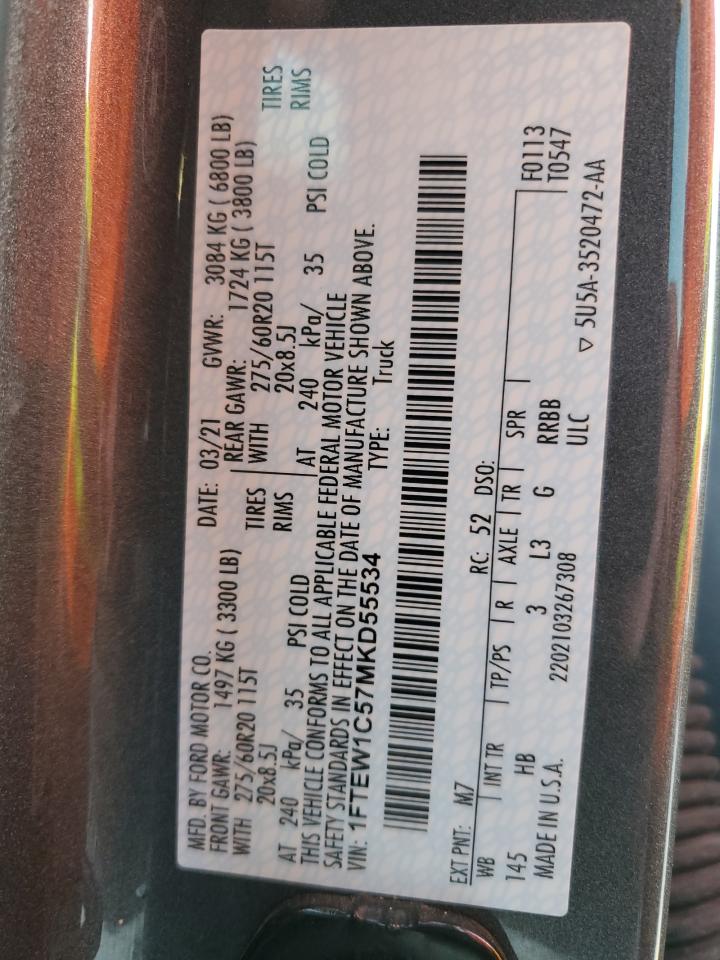 MFD. BY FORD MOTOR CO. DATE: 03/21 GVWR: 3084 KG ( 6800 LB)
FRONT GAWR: 1497 KG ( 3300 LB) REAR GAWR: 1724 KG ( 3800 LB)
WITH 275/60R20 115T TIRES WITH 275/60R20 115T TIRES
20x8.5J RIMS 20x8.5J RIMS
AT 240 kPa/ 35 PSI COLD AT 240 kPa/ 35 PSI COLD
THIS VEHICLE CONFORMS TO ALL APPLICABLE FEDERAL MOTOR VEHICLE
SAFETY STANDARDS IN EFFECT ON THE DATE OF MANUFACTURE SHOWN ABOVE.
VIN: 1FTEW1C57MKD55534 TYPE: Truck
EXT PNT: M7 RC: 52 DSO:
WB INT TR TP/PS R AXLE TR SPR F0113
145 HB 3 L3 G RRBB T0547
MADE IN U.S.A. 2202103267308 ULC ▽ 5U5A-3520472-AA